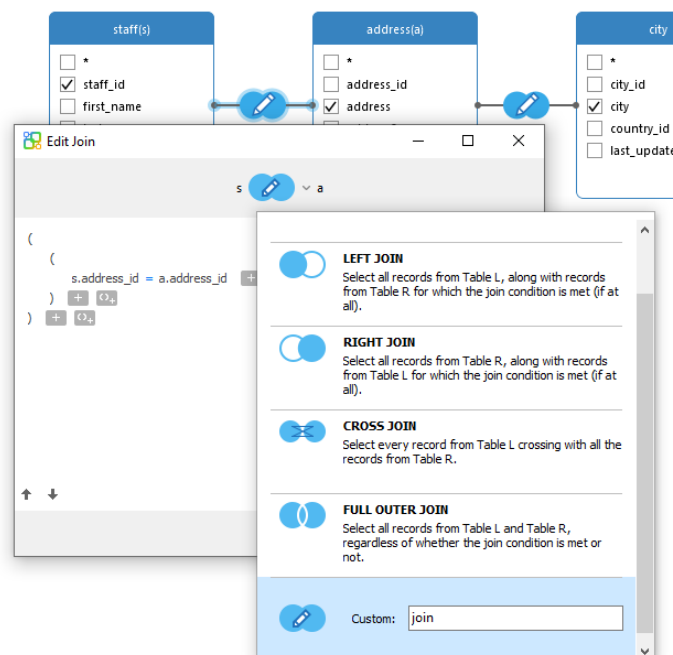 staff(s)
address(a)
city
*
*
*
staff_id
address_id
city_id
first_name
address
city
country_id
last_update
Edit Join
s
a
(
(
s.address_id = a.address_id
)
)
LEFT JOIN
Select all records from Table L, along with records
from Table R for which the join condition is met (if at
all).
RIGHT JOIN
Select all records from Table R, along with records
from Table L for which the join condition is met (if at
all).
CROSS JOIN
Select every record from Table L crossing with all the
records from Table R.
FULL OUTER JOIN
Select all records from Table L and Table R,
regardless of whether the join condition is met or
not.
Custom:
join